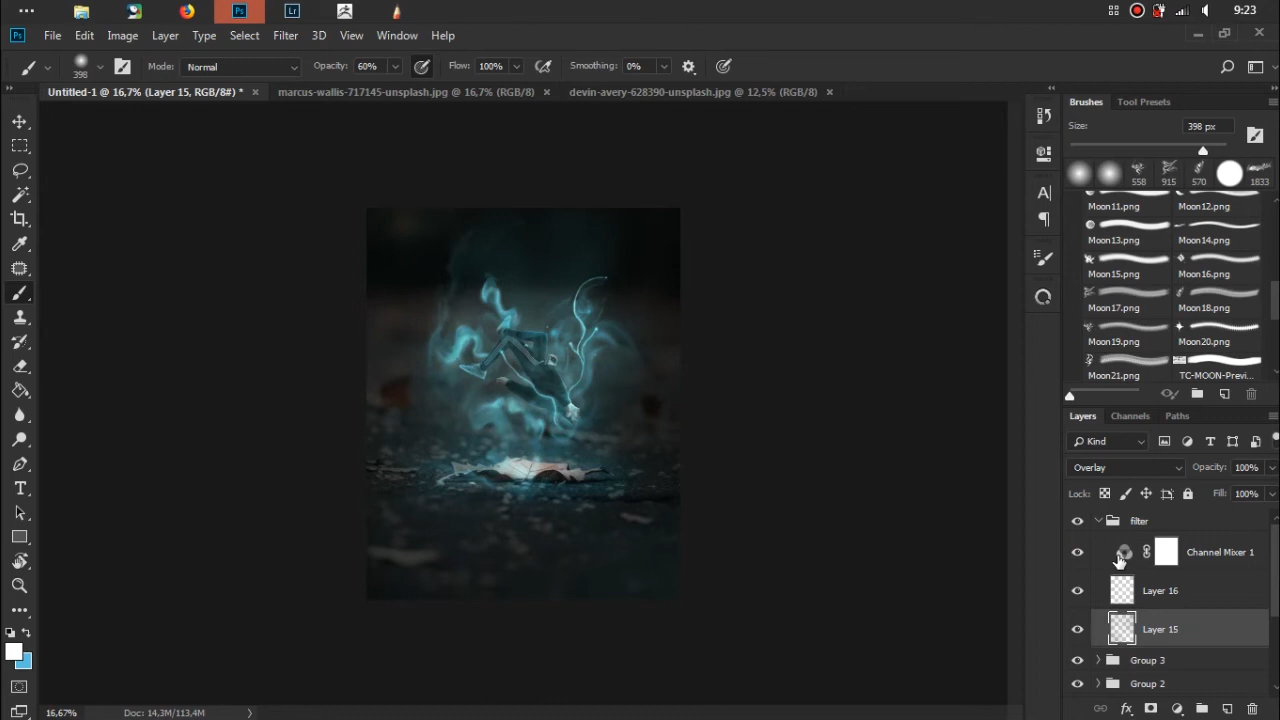 Ps
Lr
9:23
Ps File Edit Image Layer Type Select Filter 3D View Window Help
398 Mode: Normal Opacity: 60% Flow: 100% Smoothing: 0%
Untitled-1 @ 16,7% (Layer 15, RGB/8#) * marcus-wallis-717145-unsplash.jpg @ 16,7% (RGB/8) devin-avery-628390-unsplash.jpg @ 12,5% (RGB/8)
Brushes Tool Presets
Size: 398 px
558 915 570 1833
Moon11.png Moon12.png
Moon13.png Moon14.png
Moon15.png Moon16.png
Moon17.png Moon18.png
Moon19.png Moon20.png
Moon21.png TC-MOON-Previ...
Layers Channels Paths
Kind
Overlay Opacity: 100%
Lock: Fill: 100%
filter
Channel Mixer 1
Layer 16
Layer 15
Group 3
Group 2
16,67% Doc: 14,3M/113,4M